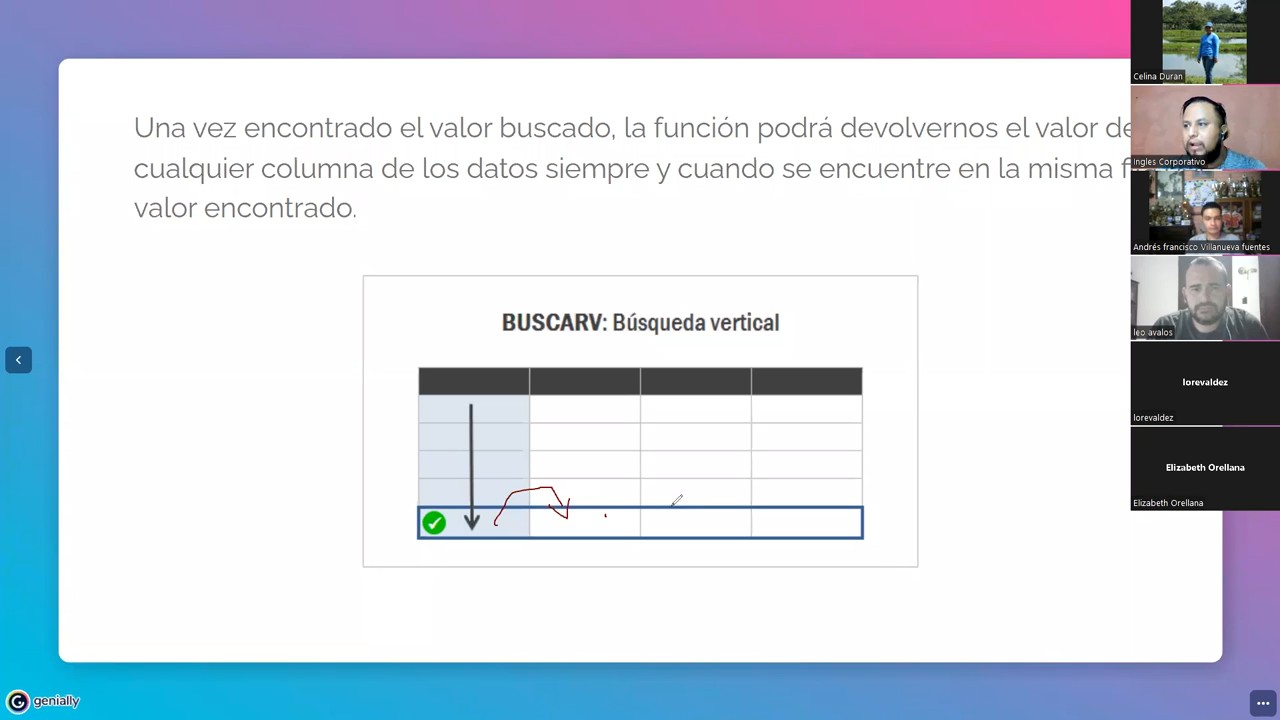 Una vez encontrado el valor buscado, la función podrá devolvernos el valor de
cualquier columna de los datos siempre y cuando se encuentre en la misma
valor encontrado.
BUSCARV: Búsqueda vertical
genially
Celina Duran
Ingles Corporativo
Andrés francisco Villanueva fuentes
leo avalos
lorevaldez
lorevaldez
Elizabeth Orellana
Elizabeth Orellana